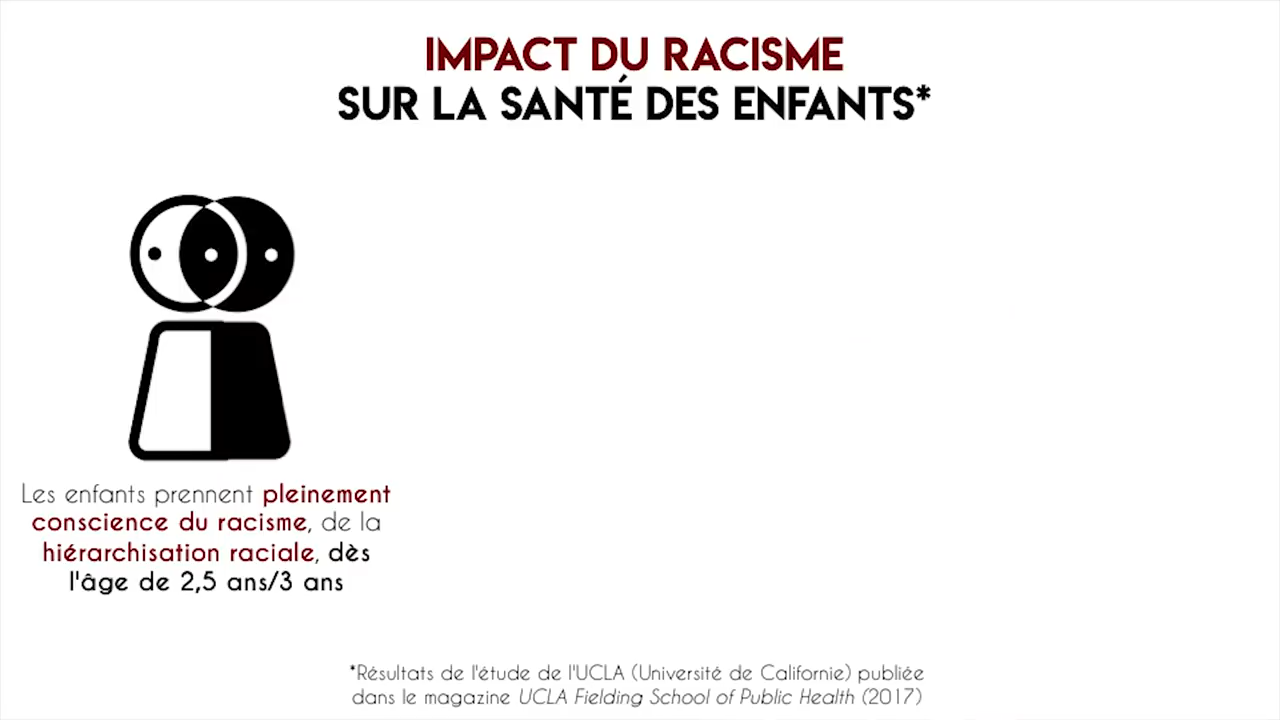 IMPACT DU RACISME
SUR LA SANTÉ DES ENFANTS*
Les enfants prennent pleinement
conscience du racisme, de la
hiérarchisation raciale, dès
l'âge de 2,5 ans/3 ans
*Résultats de l'étude de l'UCLA (Université de Californie) publiée
dans le magazine UCLA Fielding School of Public Health (2017)